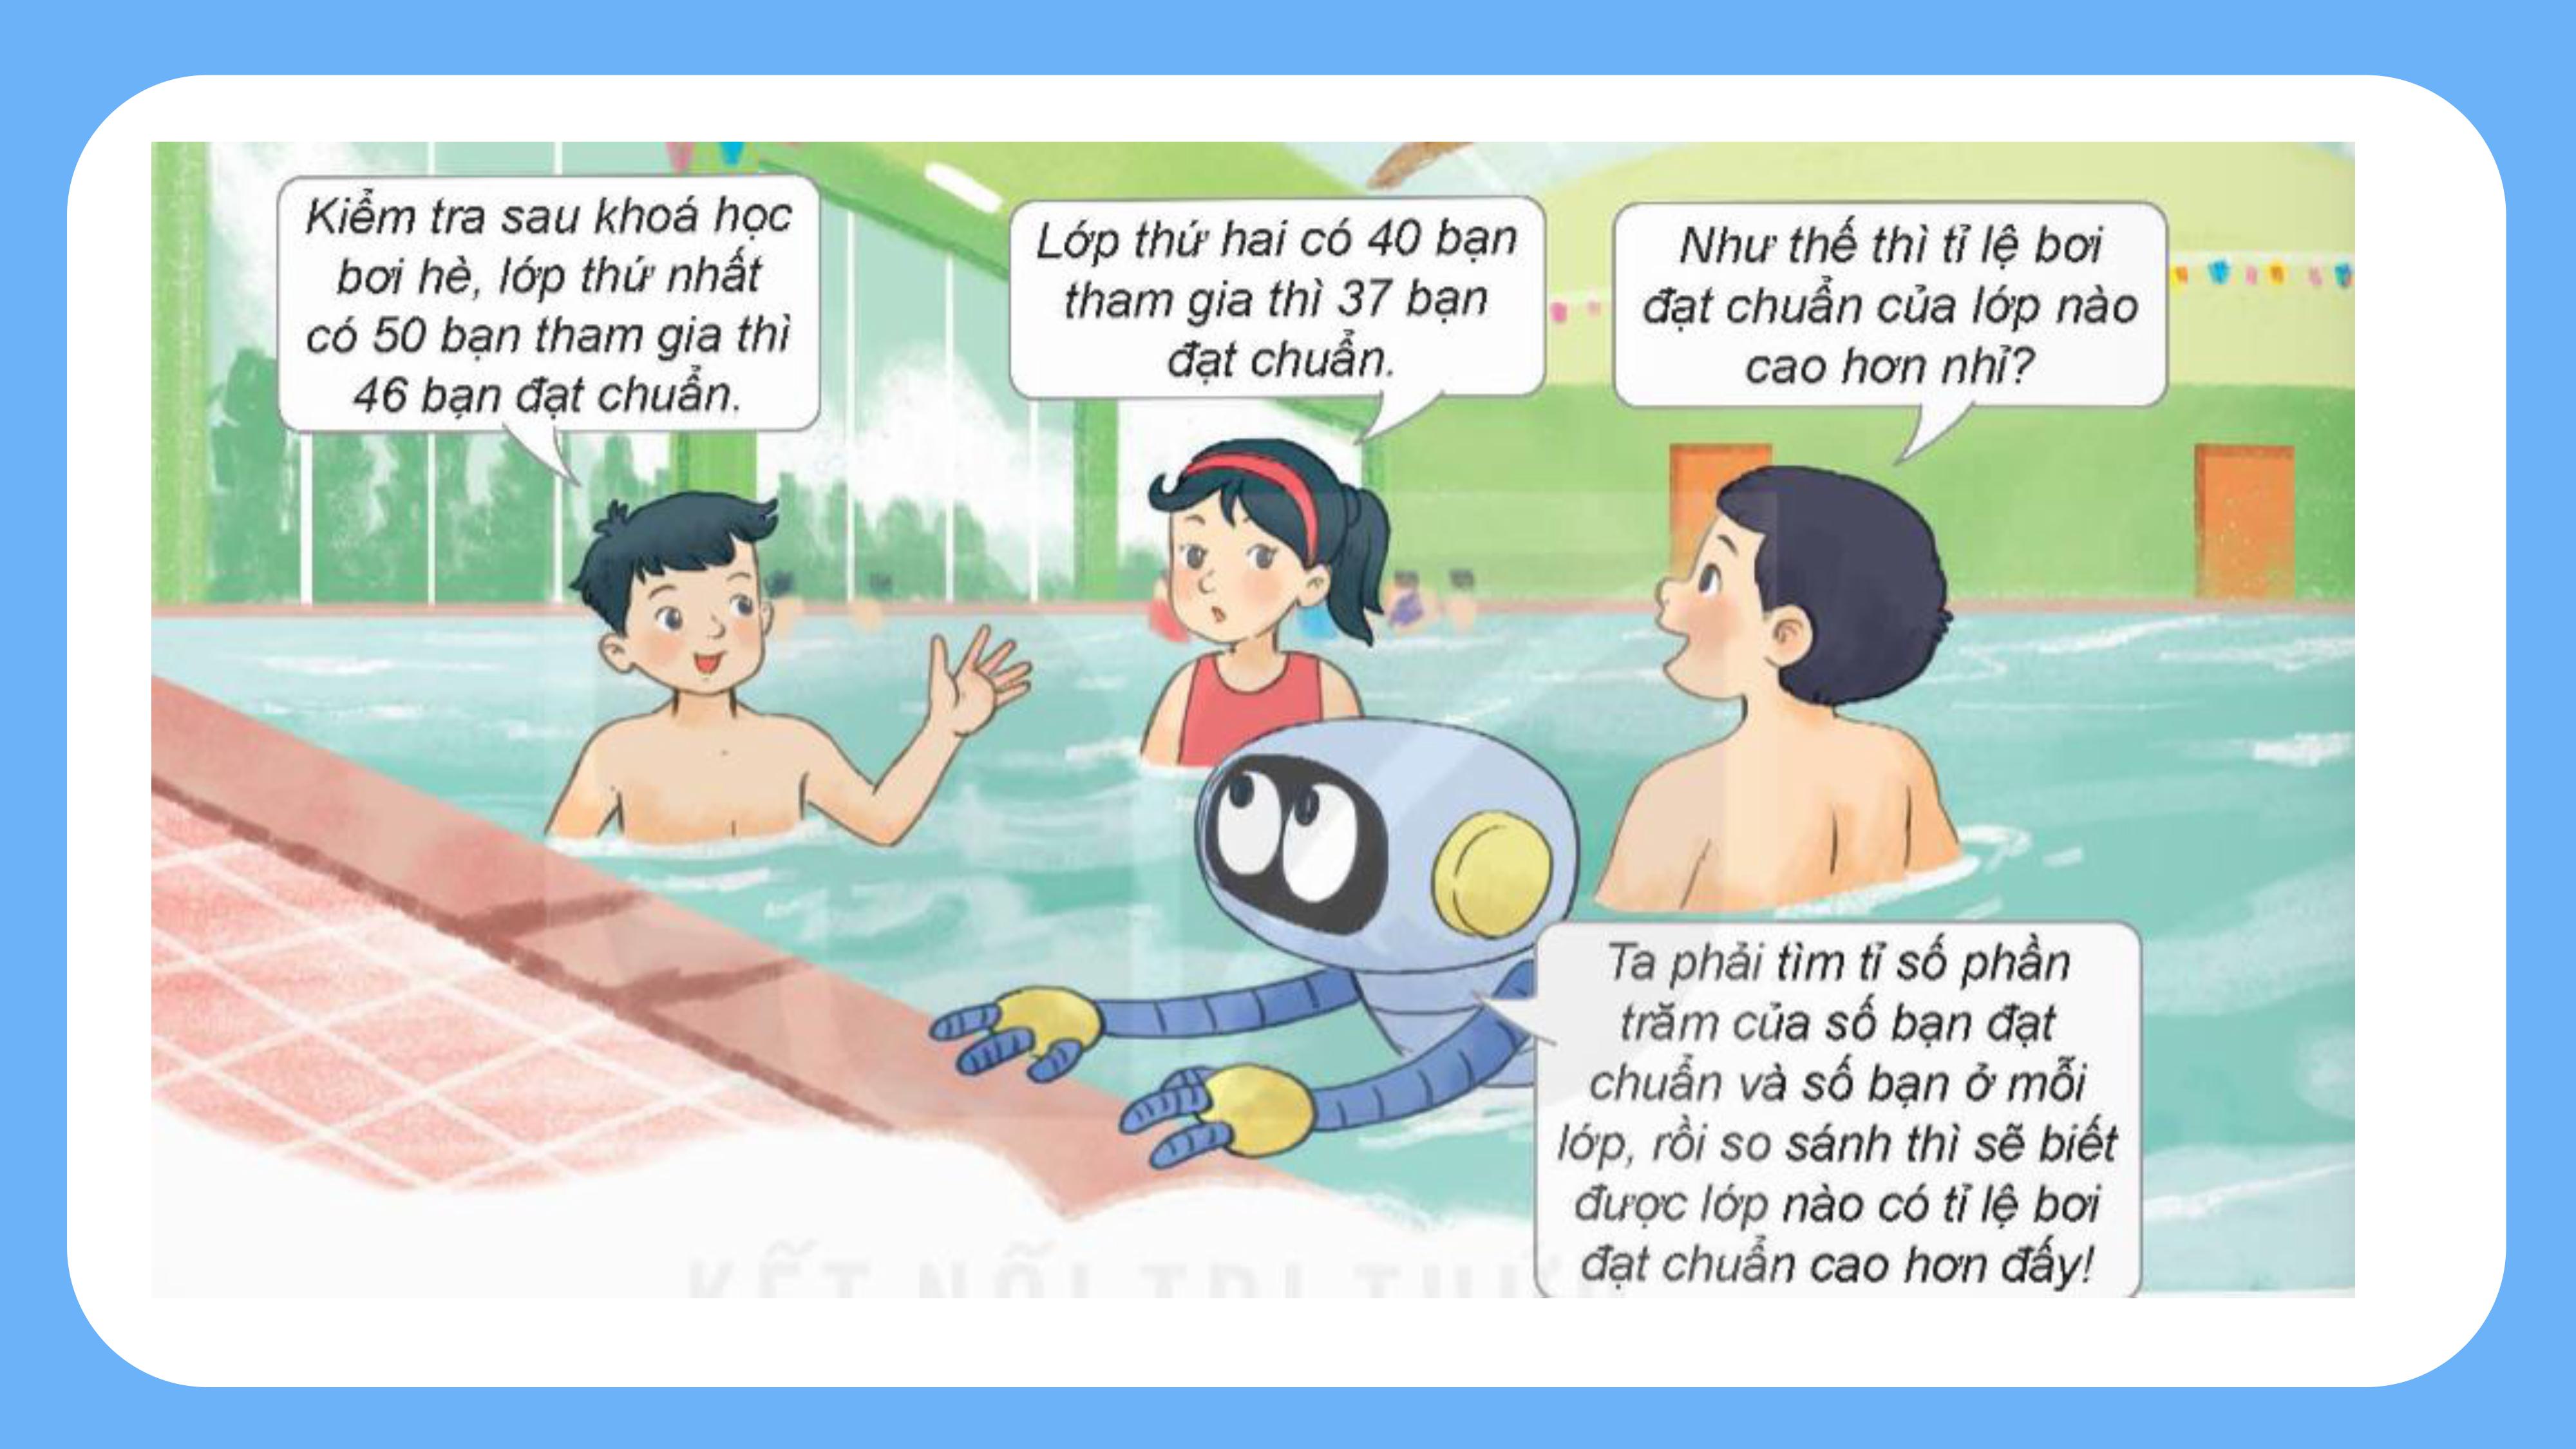 Kiểm tra sau khoá học
bơi hè, lớp thứ nhất
có 50 bạn tham gia thì
46 bạn đạt chuẩn.
Lớp thứ hai có 40 bạn
tham gia thì 37 bạn
đạt chuẩn.
Như thế thì tỉ lệ bơi
đạt chuẩn của lớp nào
cao hơn nhỉ?
Ta phải tìm tỉ số phần
trăm của số bạn đạt
chuẩn và số bạn ở mỗi
lớp, rồi so sánh thì sẽ biết
được lớp nào có tỉ lệ bơi
đạt chuẩn cao hơn đấy!
KẾT NỐI TRI THỨC